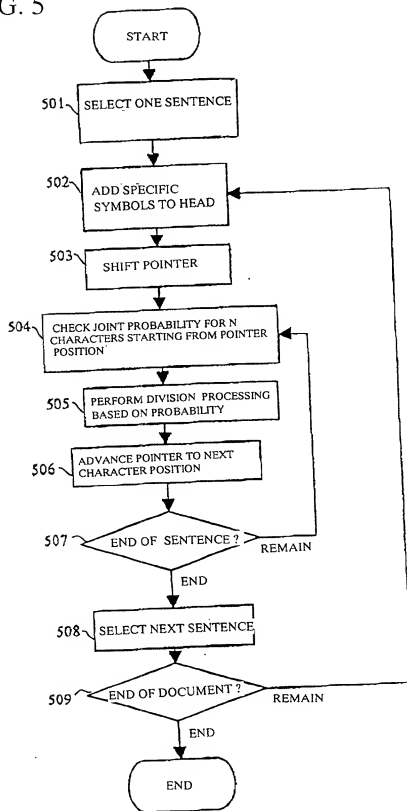 G. 5
START
501
SELECT ONE SENTENCE
502
ADD SPECIFIC
SYMBOLS TO HEAD
503
SHIFT POINTER
504
CHECK JOINT PROBABILITY FOR N
CHARACTERS STARTING FROM POINTER
POSITION
505
PERFORM DIVISION PROCESSING
BASED ON PROBABILITY
506
ADVANCE POINTER TO NEXT
CHARACTER POSITION
507
END OF SENTENCE ?
REMAIN
END
508
SELECT NEXT SENTENCE
509
END OF DOCUMENT ?
REMAIN
END
END